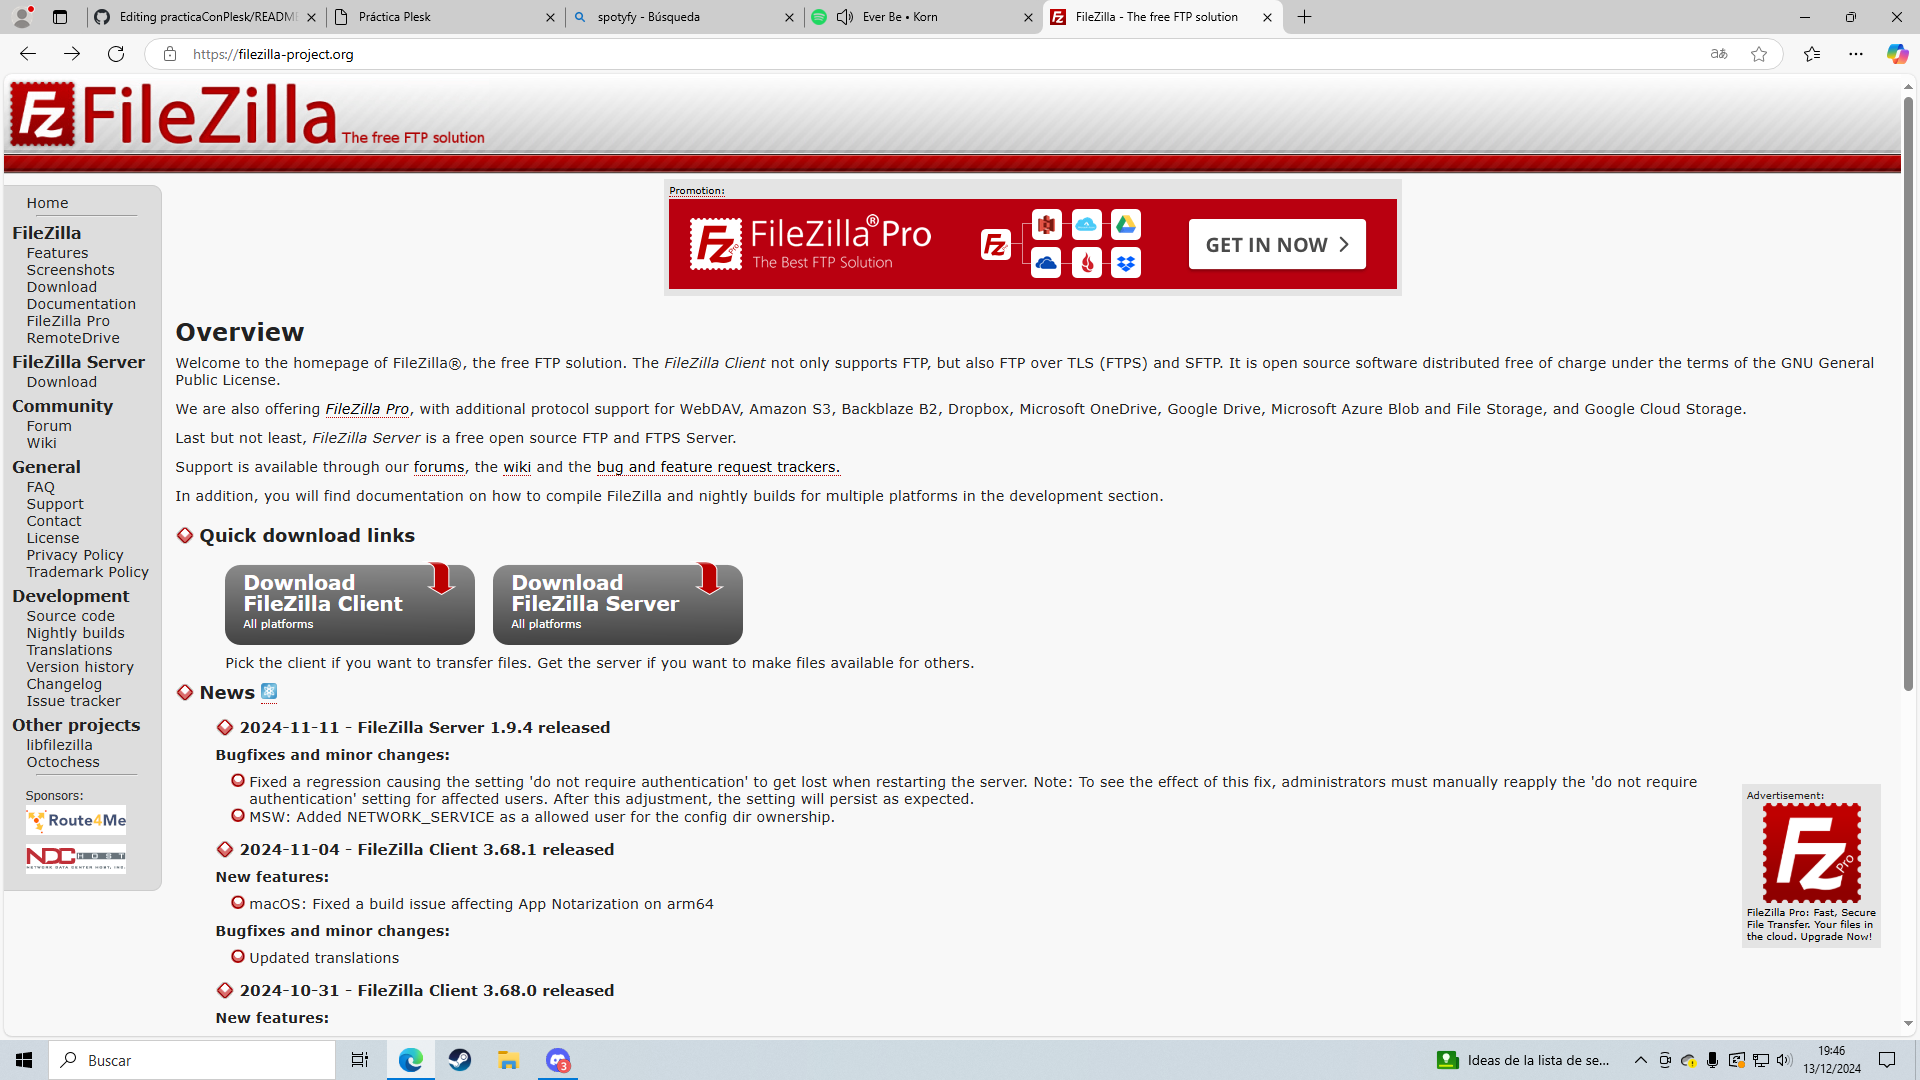 Editing practicaConPlesk/README
Práctica Plesk
spotyfy - Búsqueda
Ever Be • Korn
FileZilla - The free FTP solution
https://filezilla-project.org
FileZilla The free FTP solution
Home
FileZilla
Features
Screenshots
Download
Documentation
FileZilla Pro
RemoteDrive
FileZilla Server
Download
Community
Forum
Wiki
General
FAQ
Support
Contact
License
Privacy Policy
Trademark Policy
Development
Source code
Nightly builds
Translations
Version history
Changelog
Issue tracker
Other projects
libfilezilla
Octochess
Sponsors:
Route4Me
NDCHOST
NETWORK DATA CENTER HOST, INC.
Promotion:
FileZilla® Pro
The Best FTP Solution
GET IN NOW
Overview
Welcome to the homepage of FileZilla®, the free FTP solution. The FileZilla Client not only supports FTP, but also FTP over TLS (FTPS) and SFTP. It is open source software distributed free of charge under the terms of the GNU General
Public License.
We are also offering FileZilla Pro, with additional protocol support for WebDAV, Amazon S3, Backblaze B2, Dropbox, Microsoft OneDrive, Google Drive, Microsoft Azure Blob and File Storage, and Google Cloud Storage.
Last but not least, FileZilla Server is a free open source FTP and FTPS Server.
Support is available through our forums, the wiki and the bug and feature request trackers.
In addition, you will find documentation on how to compile FileZilla and nightly builds for multiple platforms in the development section.
Quick download links
Download
FileZilla Client
All platforms
Download
FileZilla Server
All platforms
Pick the client if you want to transfer files. Get the server if you want to make files available for others.
News
2024-11-11 - FileZilla Server 1.9.4 released
Bugfixes and minor changes:
Fixed a regression causing the setting 'do not require authentication' to get lost when restarting the server. Note: To see the effect of this fix, administrators must manually reapply the 'do not require
authentication' setting for affected users. After this adjustment, the setting will persist as expected.
MSW: Added NETWORK_SERVICE as a allowed user for the config dir ownership.
2024-11-04 - FileZilla Client 3.68.1 released
New features:
macOS: Fixed a build issue affecting App Notarization on arm64
Bugfixes and minor changes:
Updated translations
2024-10-31 - FileZilla Client 3.68.0 released
New features:
Advertisement:
Fz Pro
FileZilla Pro: Fast, Secure
File Transfer. Your files in
the cloud. Upgrade Now!
Buscar
3
Ideas de la lista de se...
19:46
13/12/2024